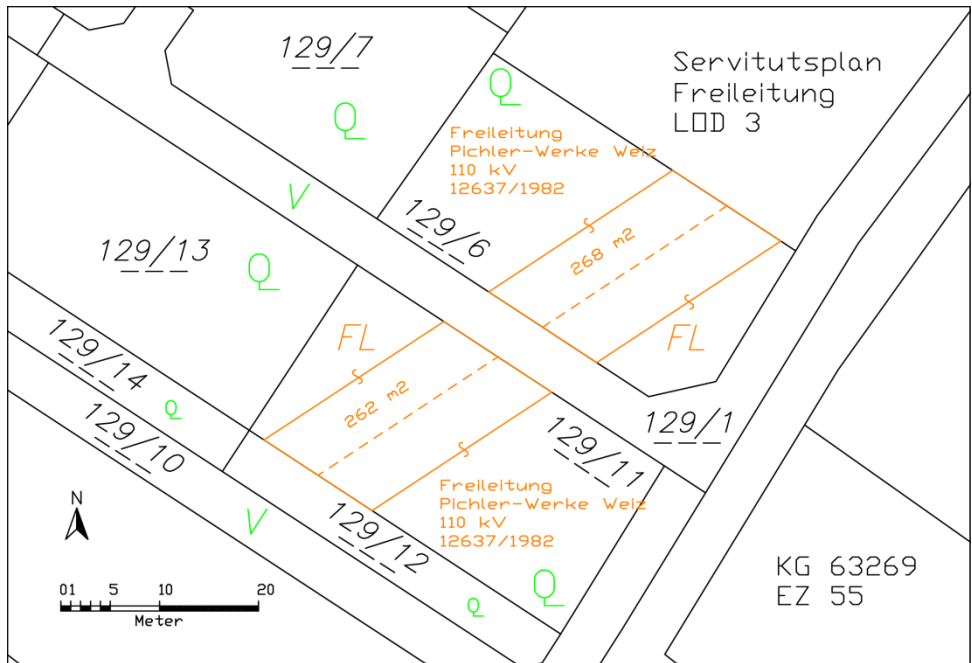 Servitutsplan
Freileitung
LOD 3
129/7
Q
Q
Freileitung
Pichler-Werke Weiz
110 kV
12637/1982
V
129/6
268 m2
129/13
Q
FL
FL
129/14
262 m2
Q
129/10
129/1
129/11
Freileitung
Pichler-Werke Weiz
110 kV
12637/1982
N
V
129/12
Q
Q
KG 63269
EZ 55
01 5 10 20
Meter